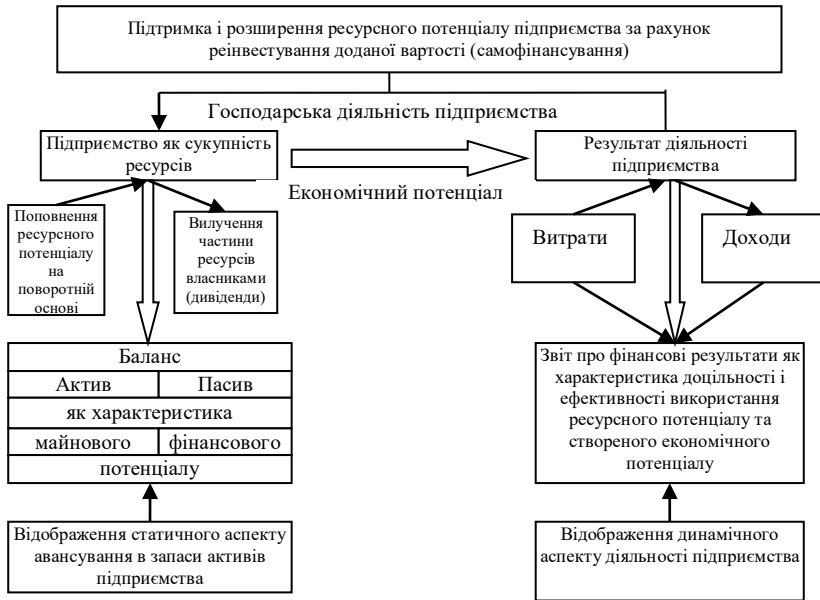 Підтримка і розширення ресурсного потенціалу підприємства за рахунок
реінвестування доданої вартості (самофінансування)
Господарська діяльність підприємства
Підприємство як сукупність
ресурсів
Результат діяльності
підприємства
Економічний потенціал
Поповнення
ресурсного
потенціалу
на
поворотній
основі
Вилучення
частини
ресурсів
власниками
(дивіденди)
Витрати
Доходи
Баланс
Актив
Пасив
як характеристика
майнового
фінансового
потенціалу
Звіт про фінансові результати як
характеристика доцільності і
ефективності використання
ресурсного потенціалу та
створеного економічного
потенціалу
Відображення статичного аспекту
авансування в запаси активів
підприємства
Відображення динамічного
аспекту діяльності підприємства